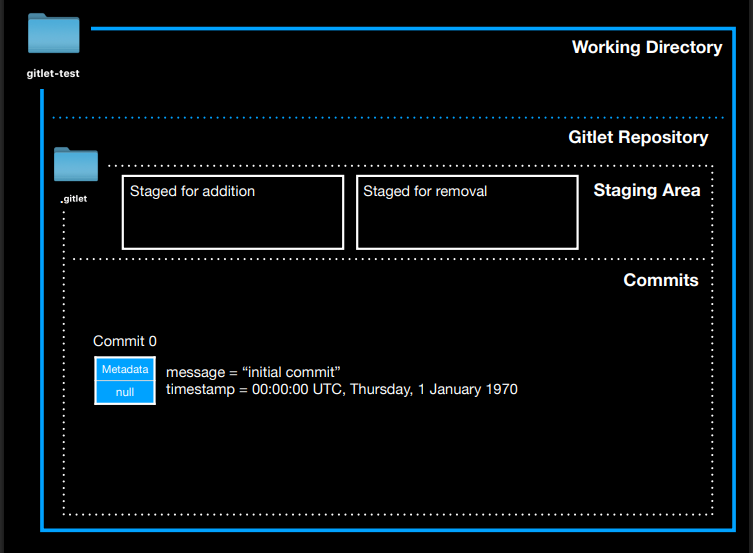 Working Directory
gitlet-test
Gitlet Repository
.gitlet
Staged for addition
Staged for removal
Staging Area
Commits
Commit 0
Metadata
null
message = “initial commit”
timestamp = 00:00:00 UTC, Thursday, 1 January 1970